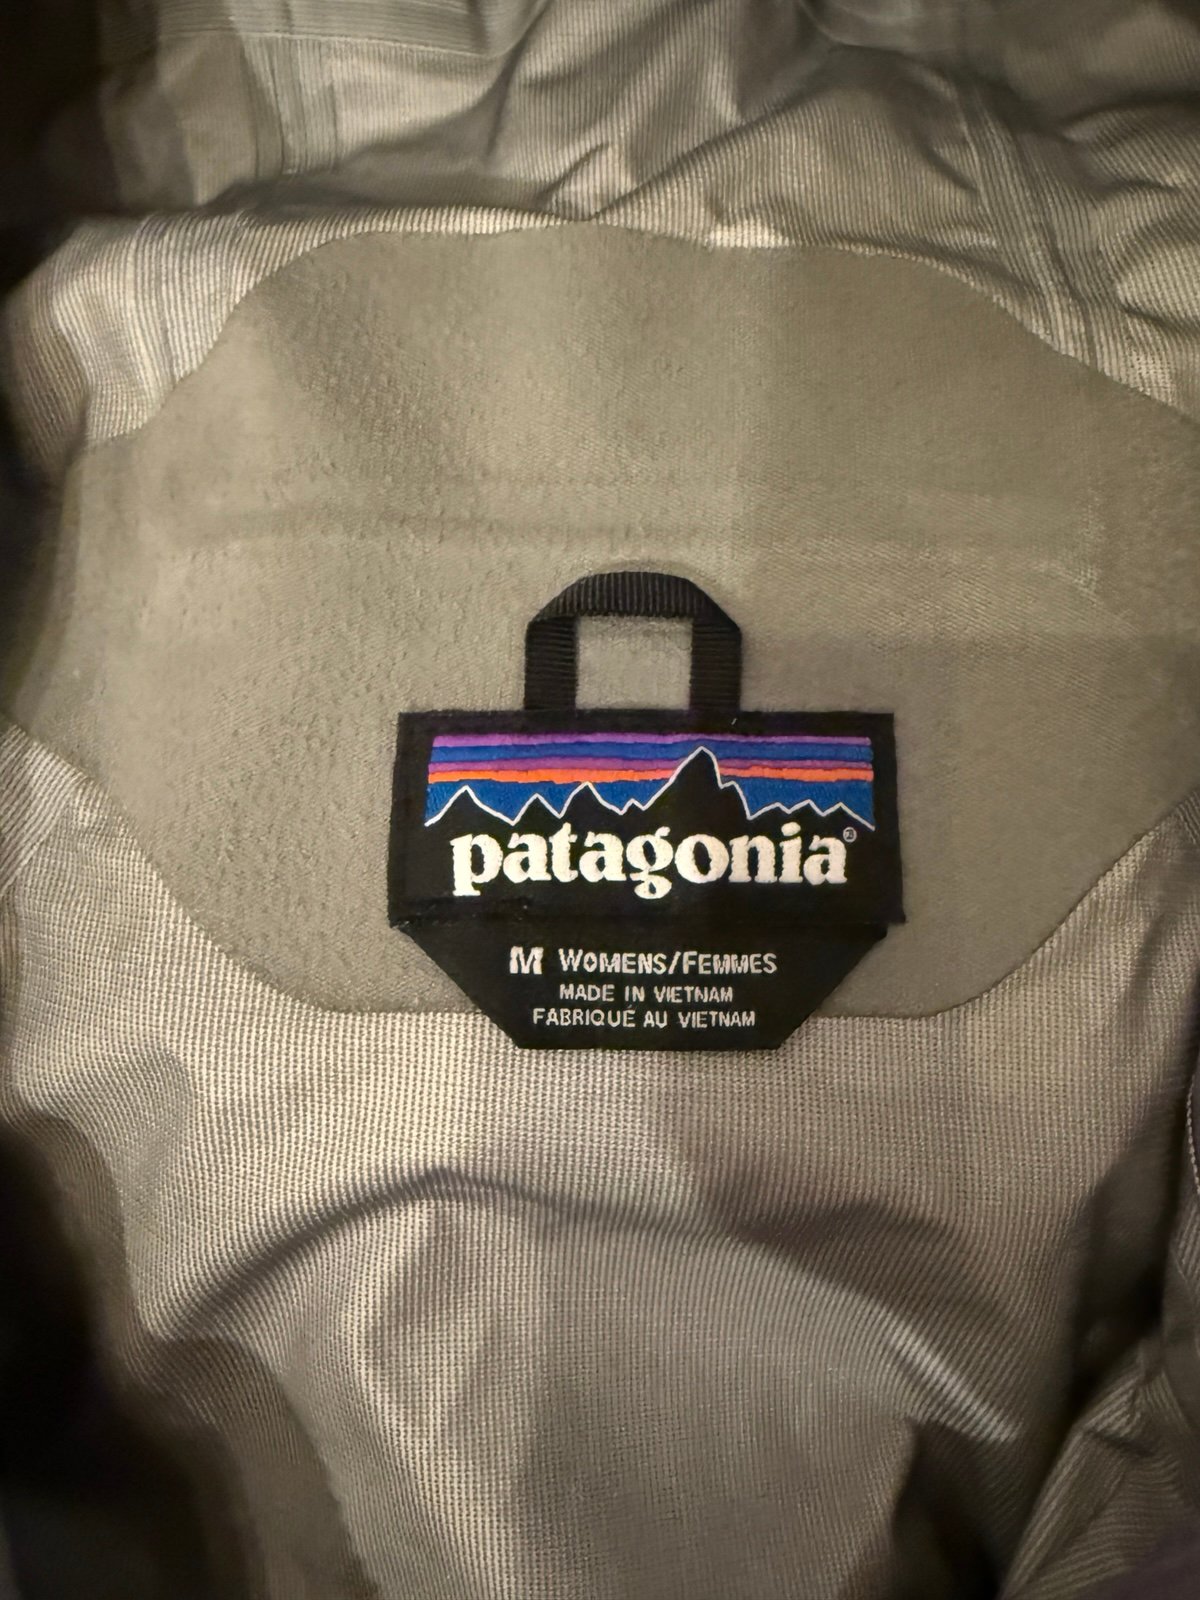 patagonia®
M WOMENS/FEMMES
MADE IN VIETNAM
FABRIQUÉ AU VIETNAM